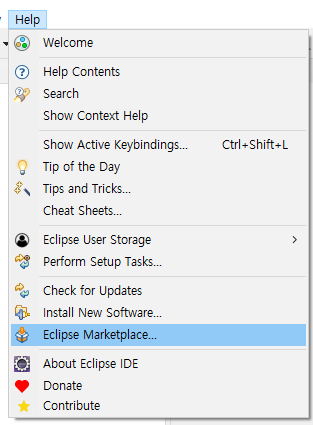 Help
Welcome
Help Contents
Search
Show Context Help
Show Active Keybindings... Ctrl+Shift+L
Tip of the Day
Tips and Tricks...
Cheat Sheets...
Eclipse User Storage
Perform Setup Tasks...
Check for Updates
Install New Software...
Eclipse Marketplace...
About Eclipse IDE
Donate
Contribute